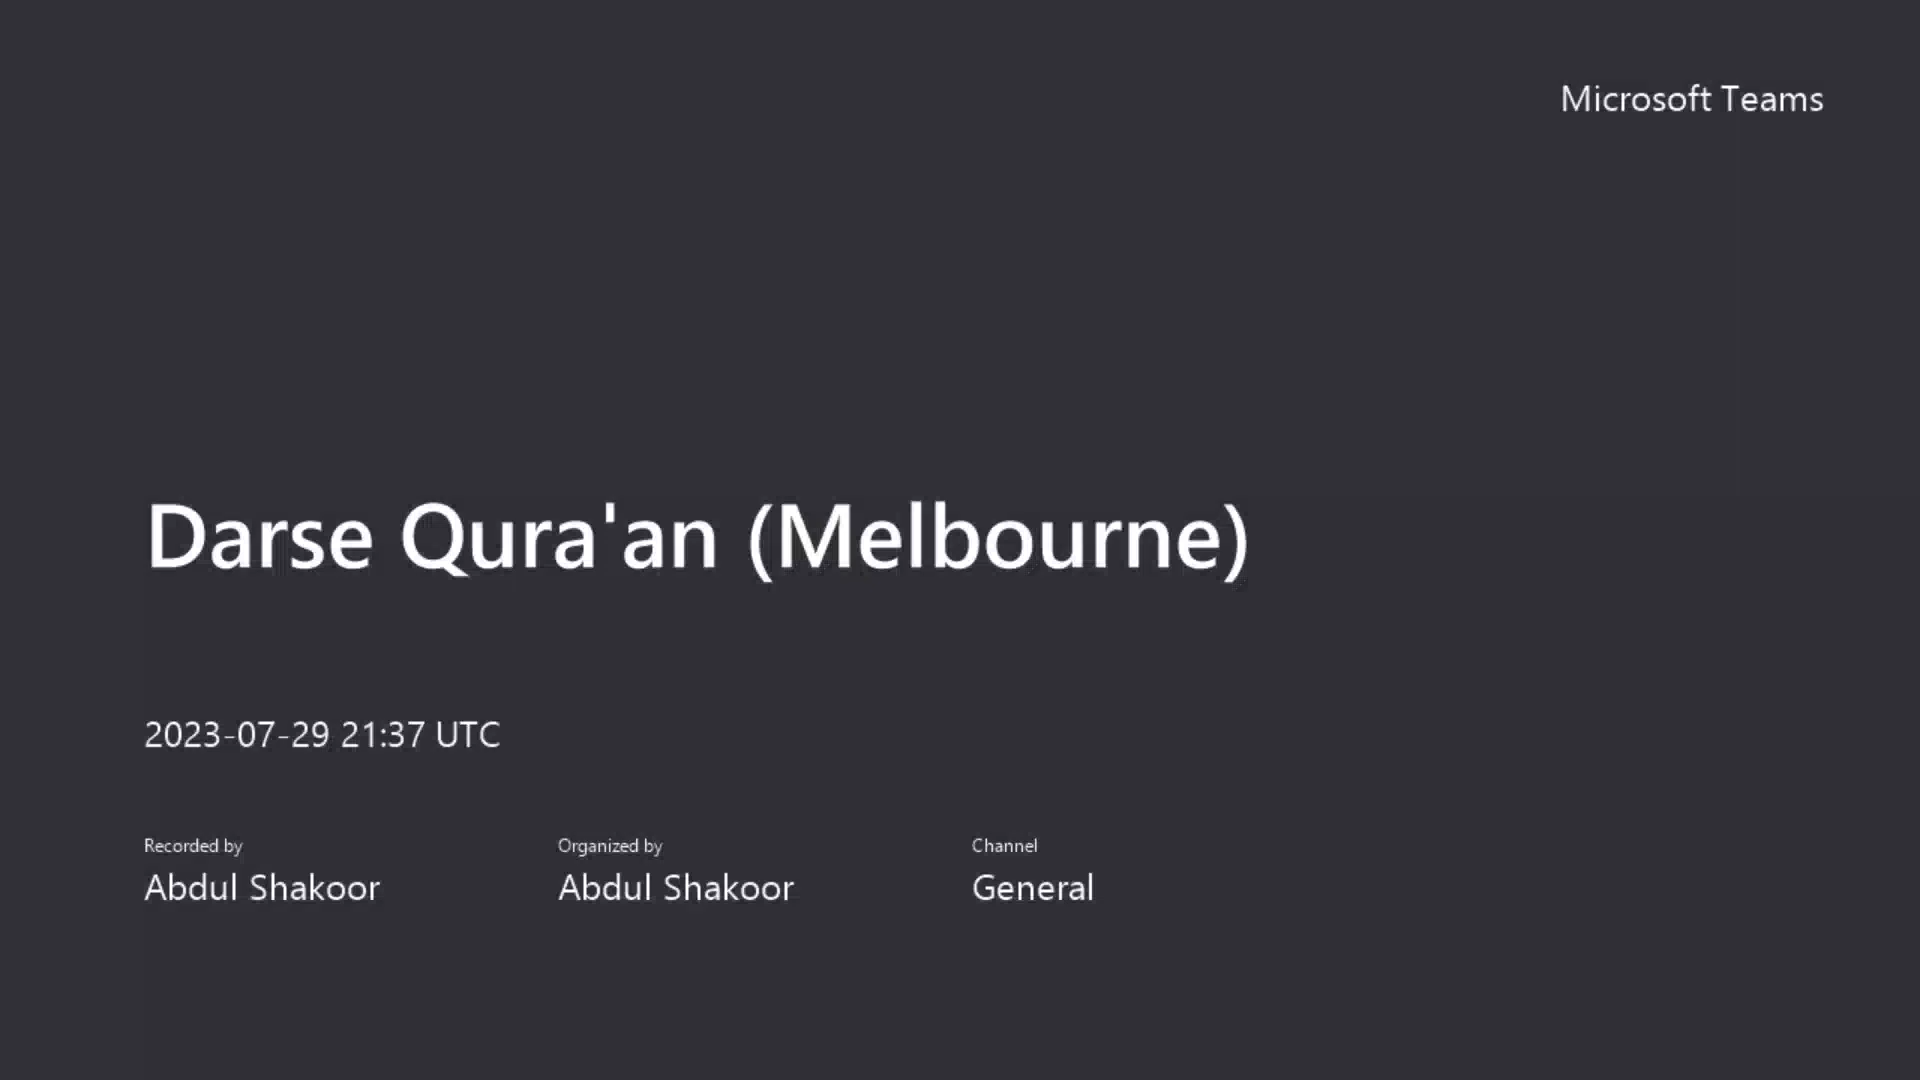 Microsoft Teams
Darse Qura'an (Melbourne)
2023-07-29 21:37 UTC
Recorded by
Abdul Shakoor
Organized by
Abdul Shakoor
Channel
General